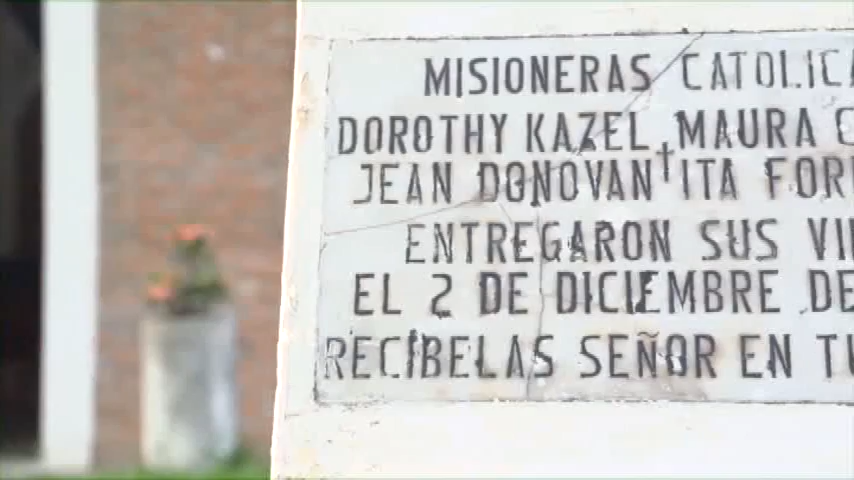 MISIONERAS CATOLICA
DOROTHY KAZEL MAURA C
JEAN DONOVAN†ITA FOR
ENTREGARON SUS VI
EL 2 DE DICIEMBRE DE
RECIBELAS SEÑOR EN TU